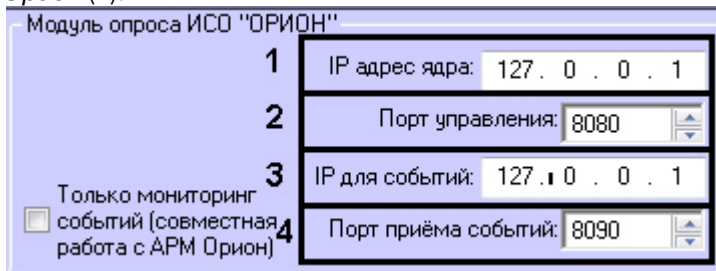 Модуль опроса ИСО "ОРИОН"
1 IP адрес ядра: 127 . 0 . 0 . 1
2 Порт управления: 8080
3 IP для событий: 127 . 0 . 0 . 1
Только мониторинг
событий (совместная
работа с АРМ Орион)
4 Порт приёма событий: 8090